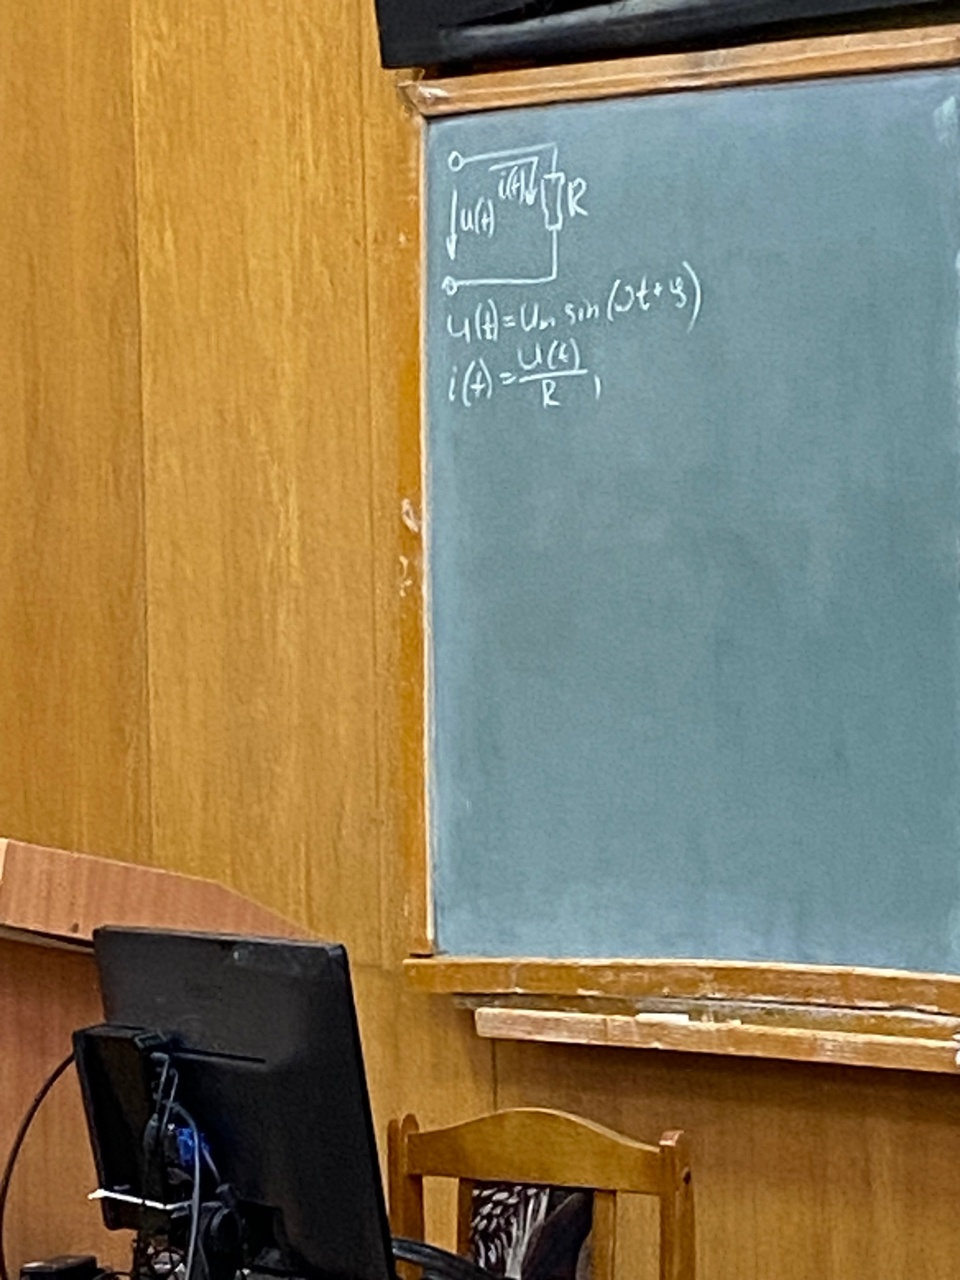 i(t)
u(t)
R
u(t)=Um sin(ωt+φ)
i(t)=u(t)/R,